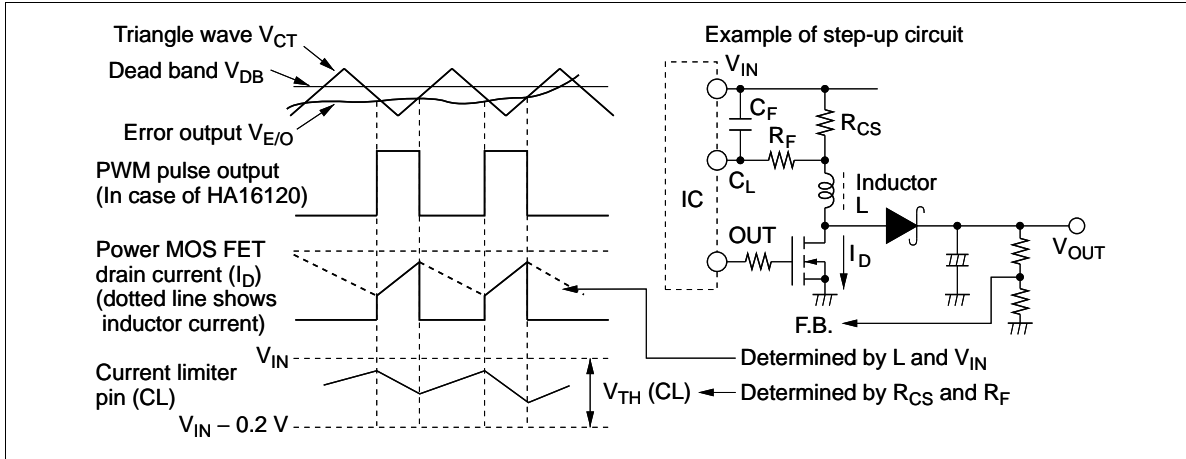 Triangle wave VCT
Dead band VDB
Error output VE/O
PWM pulse output
(In case of HA16120)
Power MOS FET
drain current (ID)
(dotted line shows
inductor current)
VIN
Current limiter
pin (CL)
VIN − 0.2 V
VTH (CL)
Determined by L and VIN
Determined by RCS and RF
Example of step-up circuit
VIN
CF
RCS
RF
CL
Inductor
L
IC
OUT
ID
VOUT
F.B.